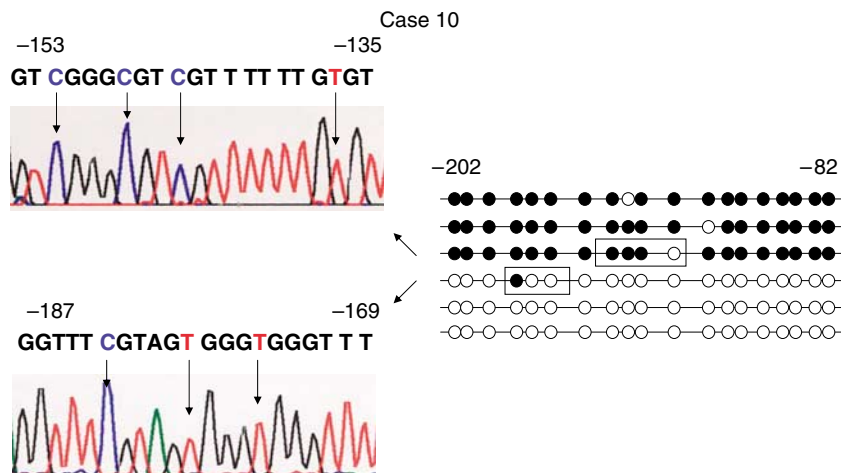 Case 10
–153 –135
GT CGGGCGT CGT T TT TT GTGT
–202 –82
–187 –169
GGTTT CGTAGT GGGTGGGT T T